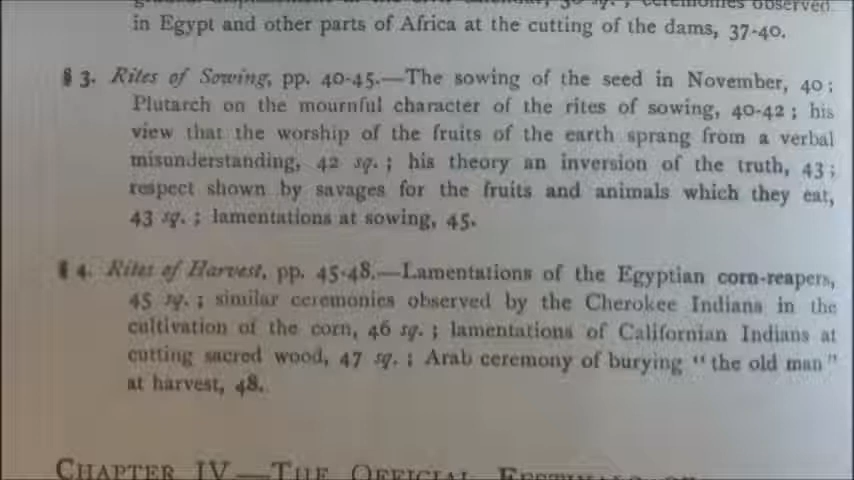 in Egypt and other parts of Africa at the cutting of the dams, 37-40.
§ 3. Rites of Sowing, pp. 40-45.—The sowing of the seed in November, 40 ;
Plutarch on the mournful character of the rites of sowing, 40-42 ; his
view that the worship of the fruits of the earth sprang from a verbal
misunderstanding, 42 sq. ; his theory an inversion of the truth, 43 ;
respect shown by savages for the fruits and animals which they eat,
43 sq. ; lamentations at sowing, 45.
§ 4. Rites of Harvest, pp. 45-48.—Lamentations of the Egyptian corn-reapers,
45 sq. ; similar ceremonies observed by the Cherokee Indians in the
cultivation of the corn, 46 sq. ; lamentations of Californian Indians at
cutting sacred wood, 47 sq. ; Arab ceremony of burying " the old man "
at harvest, 48.
CHAPTER IV.—THE OFFICIAL